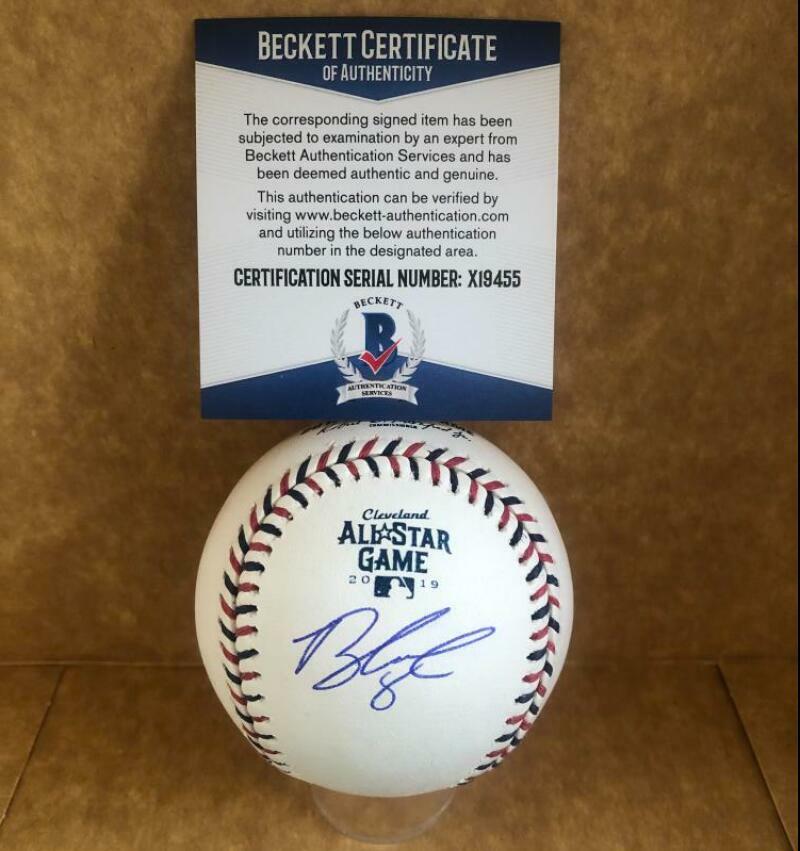 BECKETT CERTIFICATE
OF AUTHENTICITY
The corresponding signed item has been
subjected to examination by an expert from
Beckett Authentication Services and has
been deemed authentic and genuine.
This authentication can be verified by
visiting www.beckett-authentication.com
and utilizing the below authentication
number in the designated area.
CERTIFICATION SERIAL NUMBER: X19455
BECKETT
B
AUTHENTICATION
SERVICES
COMMISSIONER
Cleveland
ALL★STAR
GAME
2019
8